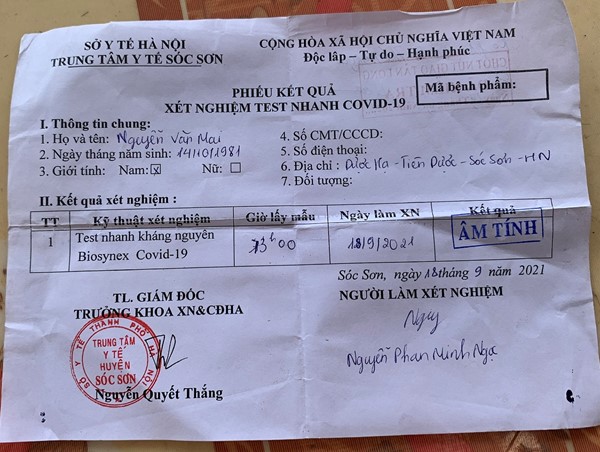 SỞ Y TẾ HÀ NỘI
TRUNG TÂM Y TẾ SÓC SƠN
CỘNG HÒA XÃ HỘI CHỦ NGHĨA VIỆT NAM
Độc lập – Tự do – Hạnh phúc
PHIẾU KẾT QUẢ
XÉT NGHIỆM TEST NHANH COVID-19
Mã bệnh phẩm:
I. Thông tin chung:
1. Họ và tên: Nguyễn Văn Mai
2. Ngày tháng năm sinh: 14/10/1981
3. Giới tính: Nam: ☒ Nữ: ☐
4. Số CMT/CCCD:
5. Số điện thoại:
6. Địa chỉ : Dược Hạ - Tiên Dược - Sóc Sơn - HN
7. Đối tượng:
II. Kết quả xét nghiệm :
TT Kỹ thuật xét nghiệm Giờ lấy mẫu Ngày làm XN Kết quả
1 Test nhanh kháng nguyên Biosynex Covid-19 13h00 /9/2021 ÂM TÍNH
Sóc Sơn, ngày tháng 9 năm 2021
TL. GIÁM ĐỐC
TRƯỞNG KHOA XN&CĐHA
NGƯỜI LÀM XÉT NGHIỆM
SỞ Y TẾ THÀNH PHỐ HÀ NỘI
TRUNG TÂM
Y TẾ
HUYỆN
SÓC SƠN
Nguyễn Quyết Thắng
Nguyễn Phan Minh